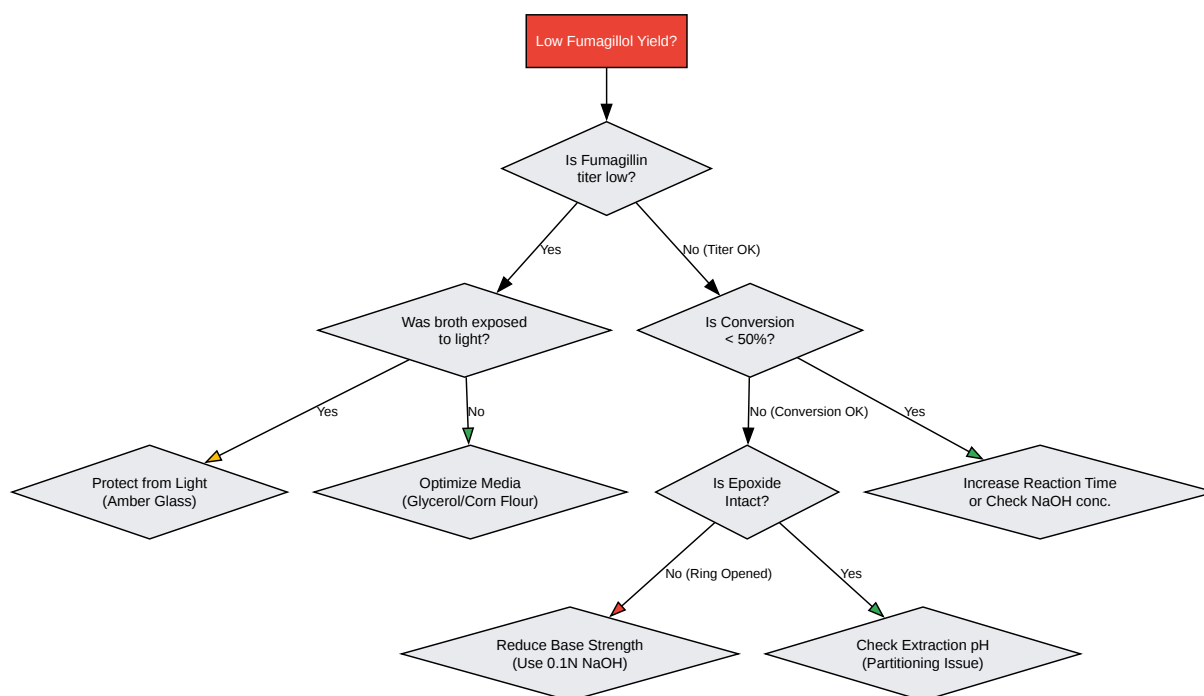 Low Fumagillol Yield?
Is Fumagillin
titer low?
Yes
No (Titer OK)
Was broth exposed
to light?
Is Conversion
< 50%?
Yes
No
No (Conversion OK)
Yes
Protect from Light
(Amber Glass)
Optimize Media
(Glycerol/Corn Flour)
Is Epoxide
Intact?
Increase Reaction Time
or Check NaOH conc.
No (Ring Opened)
Yes
Reduce Base Strength
(Use 0.1N NaOH)
Check Extraction pH
(Partitioning Issue)